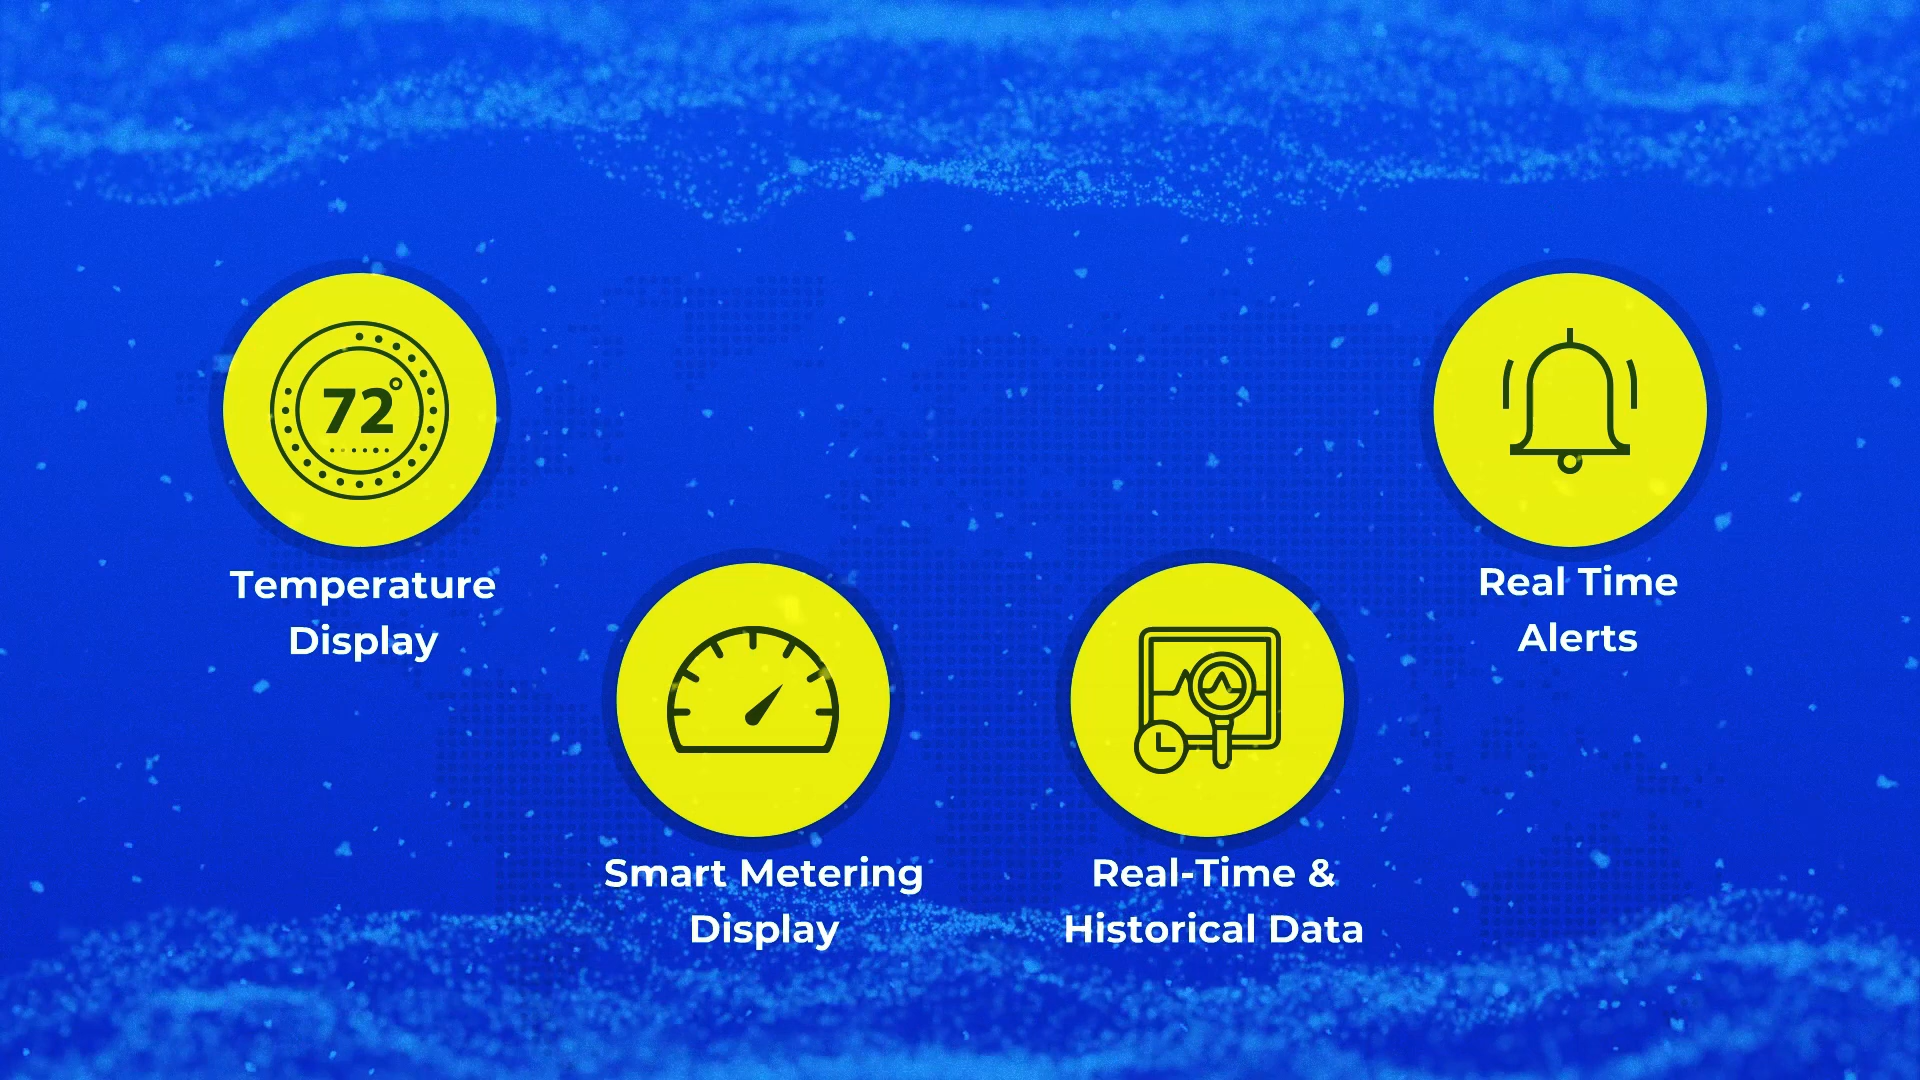 72°
Temperature
Display
Smart Metering
Display
Real-Time &
Historical Data
Real Time
Alerts